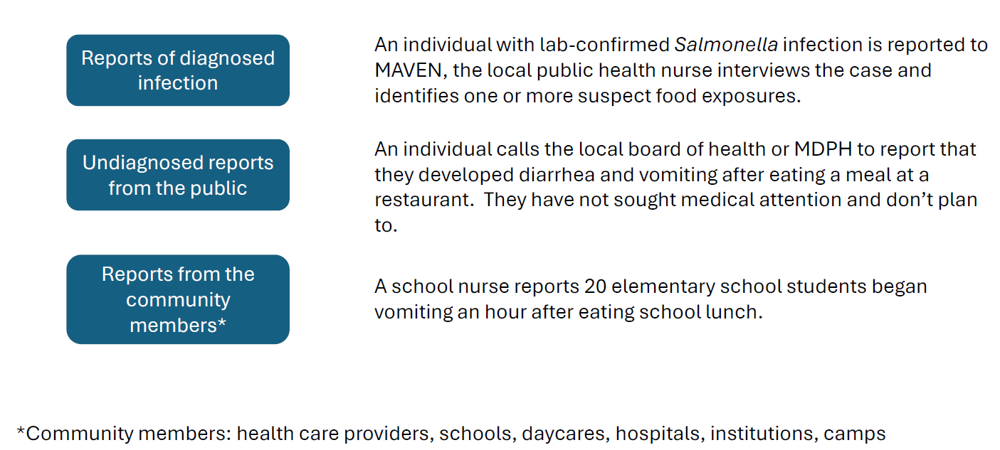 Reports of diagnosed
infection
An individual with lab-confirmed Salmonella infection is reported to
MAVEN, the local public health nurse interviews the case and
identifies one or more suspect food exposures.
Undiagnosed reports
from the public
An individual calls the local board of health or MDPH to report that
they developed diarrhea and vomiting after eating a meal at a
restaurant.  They have not sought medical attention and don’t plan
to.
Reports from the
community
members*
A school nurse reports 20 elementary school students began
vomiting an hour after eating school lunch.
*Community members: health care providers, schools, daycares, hospitals, institutions, camps